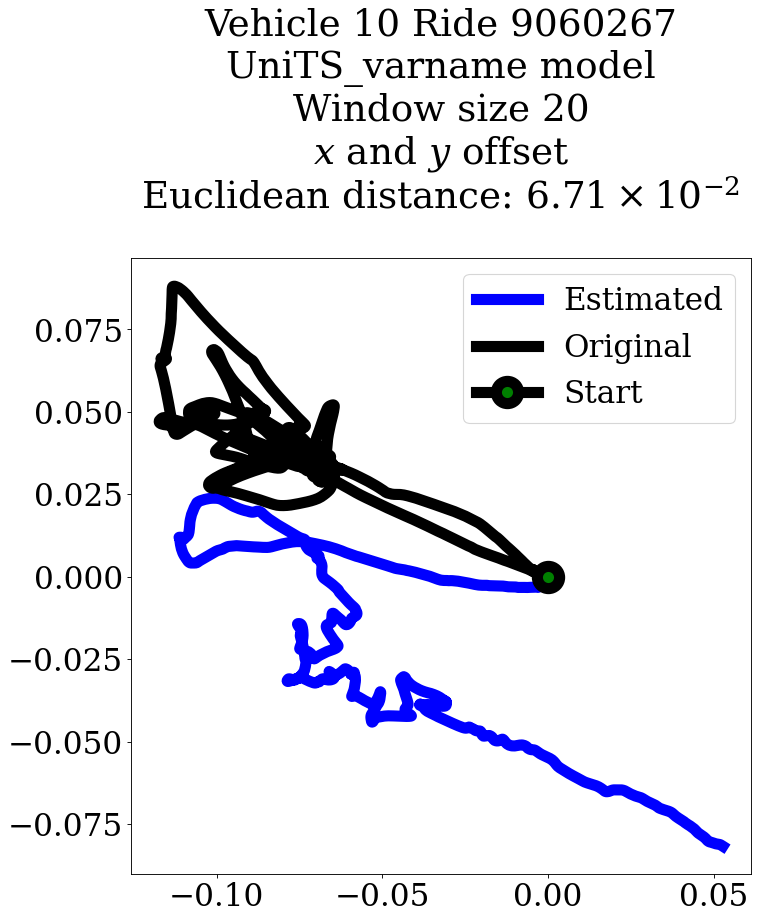 Vehicle 10 Ride 9060267
UniTS_varname model
Window size 20
x and y offset
Euclidean distance: 6.71 × 10⁻²
Estimated
Original
Start
0.075
0.050
0.025
0.000
−0.025
−0.050
−0.075
−0.10
−0.05
0.00
0.05